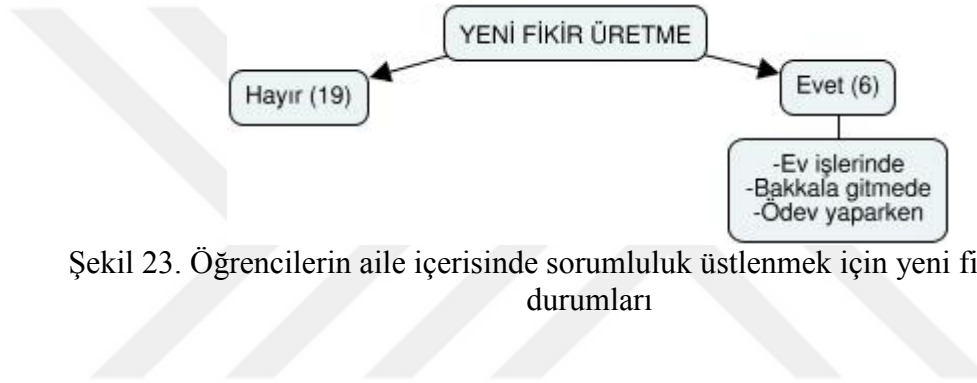 YENİ FİKİR ÜRETME
Hayır (19)
Evet (6)
-Ev işlerinde
-Bakkala gitmede
-Ödev yaparken
Şekil 23. Öğrencilerin aile içerisinde sorumluluk üstlenmek için yeni fi
durumları